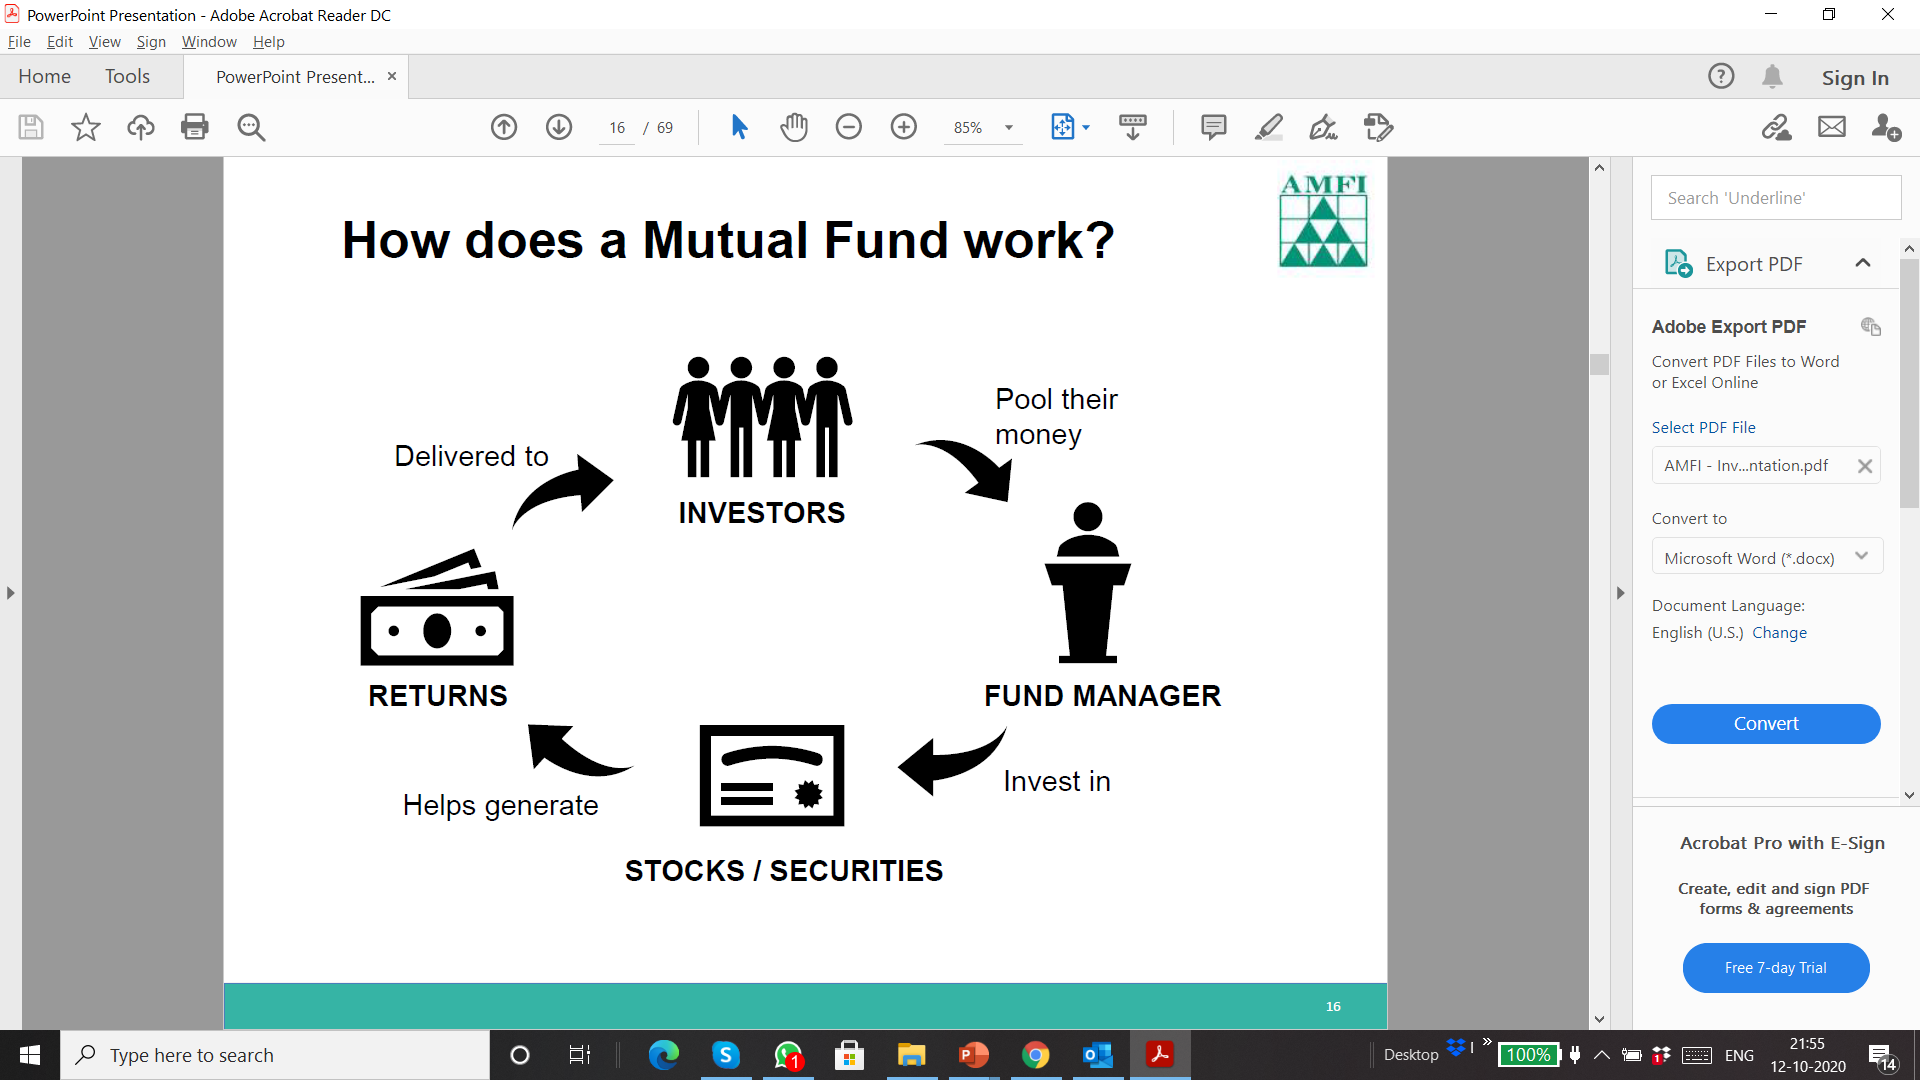 PowerPoint Presentation - Adobe Acrobat Reader DC
File Edit View Sign Window Help
Home Tools PowerPoint Present... × Sign In
16 / 69 85%
AMFI
How does a Mutual Fund work?
Pool their
money
Delivered to
INVESTORS
RETURNS
FUND MANAGER
Invest in
Helps generate
STOCKS / SECURITIES
16
Search 'Underline'
Export PDF
Adobe Export PDF
Convert PDF Files to Word
or Excel Online
Select PDF File
AMFI - Inv...ntation.pdf
Convert to
Microsoft Word (*.docx)
Document Language:
English (U.S.) Change
Convert
Acrobat Pro with E-Sign
Create, edit and sign PDF
forms & agreements
Free 7-day Trial
Type here to search
1
Desktop
100%
1
ENG
21:55
12-10-2020
14